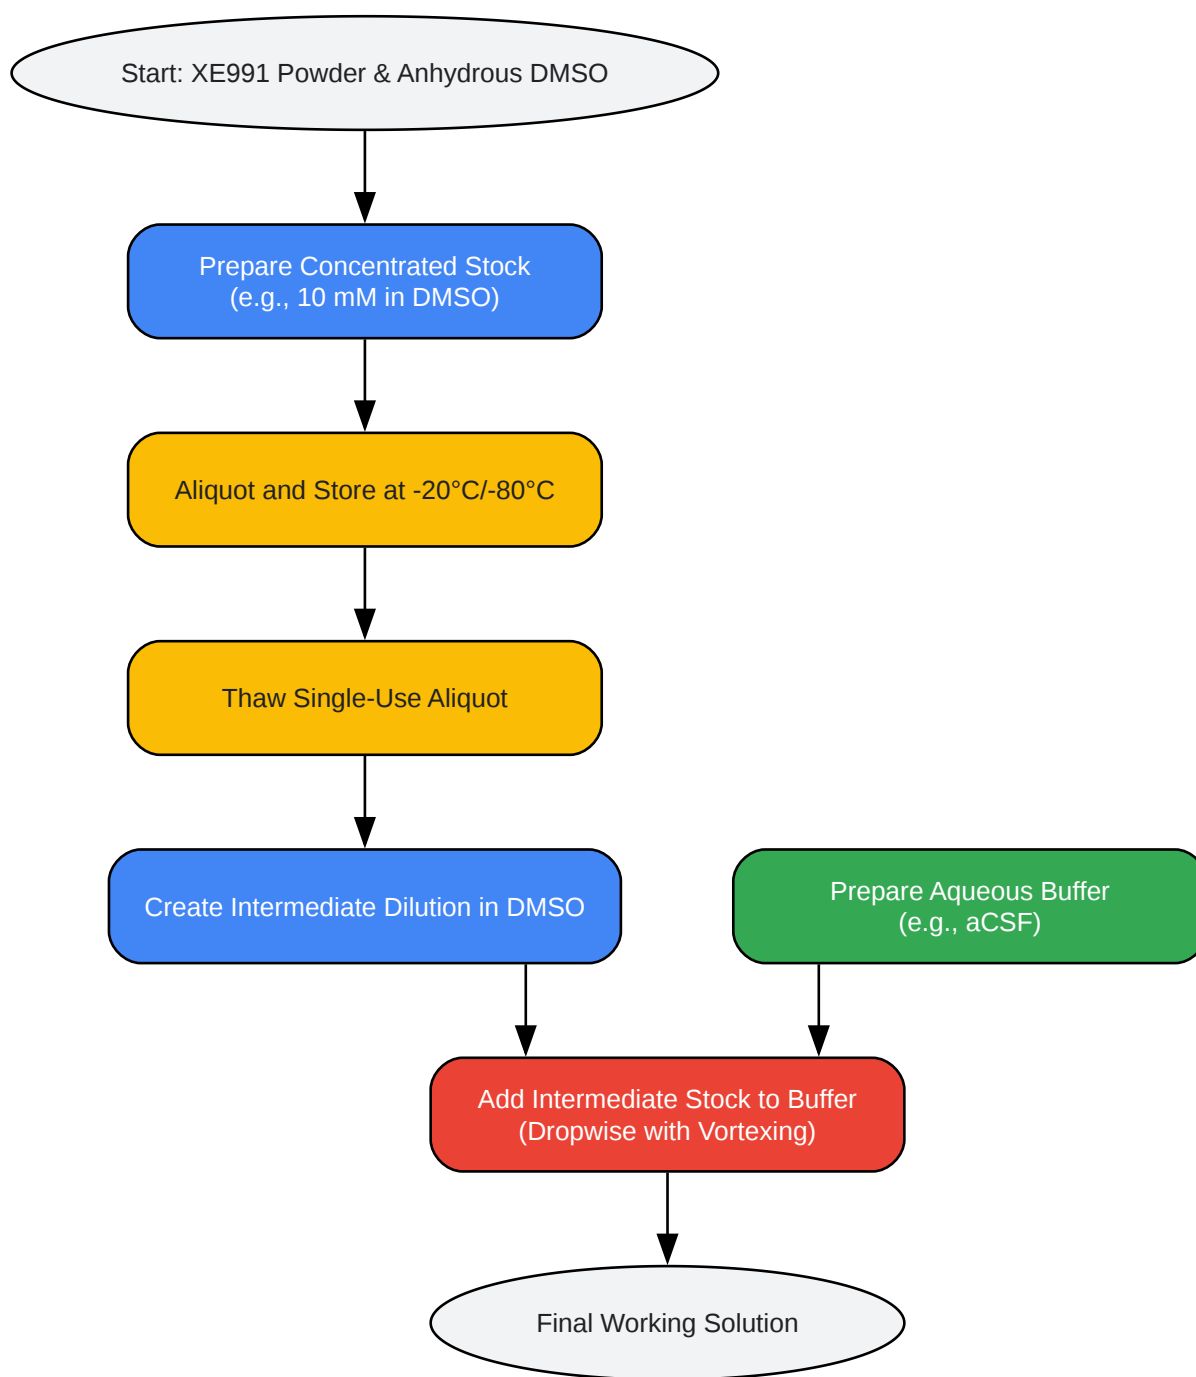 Start: XE991 Powder & Anhydrous DMSO
Prepare Concentrated Stock
(e.g., 10 mM in DMSO)
Aliquot and Store at -20°C/-80°C
Thaw Single-Use Aliquot
Create Intermediate Dilution in DMSO
Prepare Aqueous Buffer
(e.g., aCSF)
Add Intermediate Stock to Buffer
(Dropwise with Vortexing)
Final Working Solution